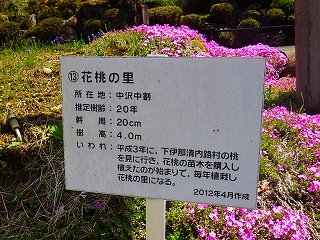 ⑬花桃の里
所在地：中沢中割
推定樹齢：20年
幹周：20cm
樹高：4.0m
いわれ：平成3年に、下伊那清内路村の桃
を見に行き、花桃の苗木を購入し
植えたのが始まりで、毎年植栽し
花桃の里になる。
2012年4月作成